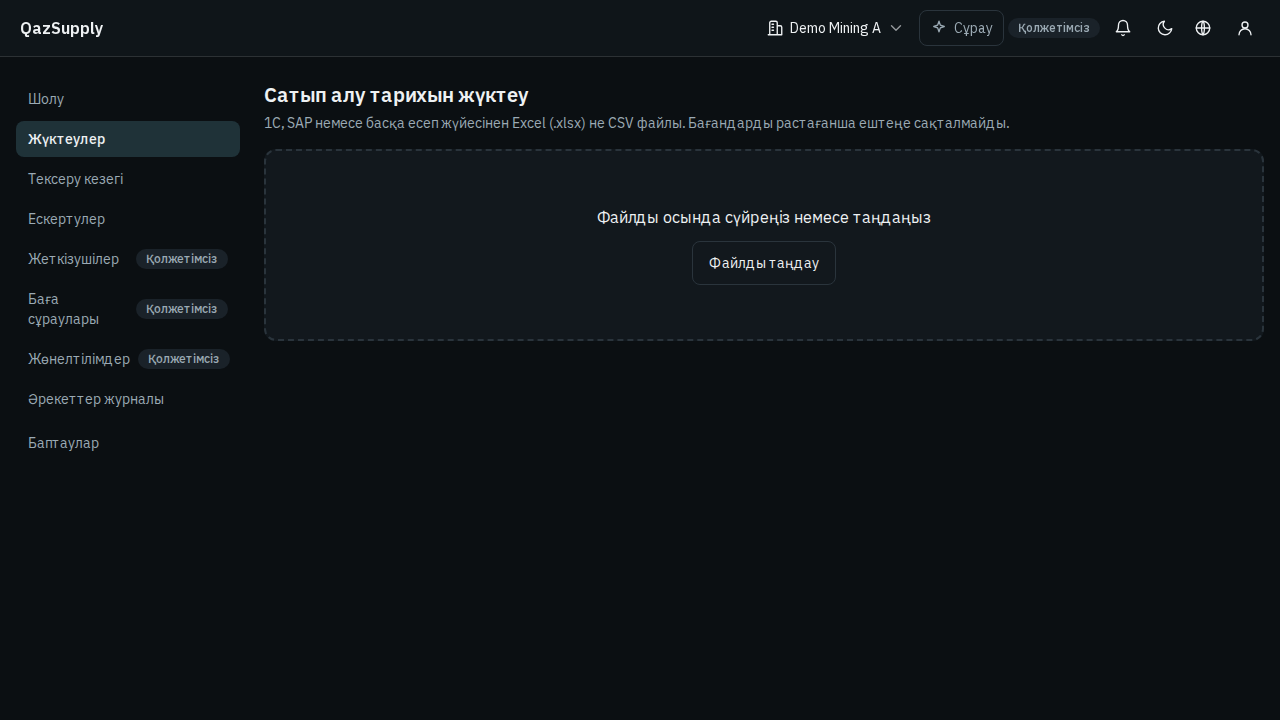 QazSupply
Demo Mining A
Сұрау
Қолжетімсіз
Шолу
Жүктеулер
Тексеру кезегі
Ескертулер
Жеткізушілер
Қолжетімсіз
Баға
сұраулары
Қолжетімсіз
Жөнелтілімдер
Қолжетімсіз
Әрекеттер журналы
Баптаулар
Сатып алу тарихын жүктеу
1С, SAP немесе басқа есеп жүйесінен Excel (.xlsx) не CSV файлы. Бағандарды растағанша ештеңе сақталмайды.
Файлды осында сүйреңіз немесе таңдаңыз
Файлды таңдау